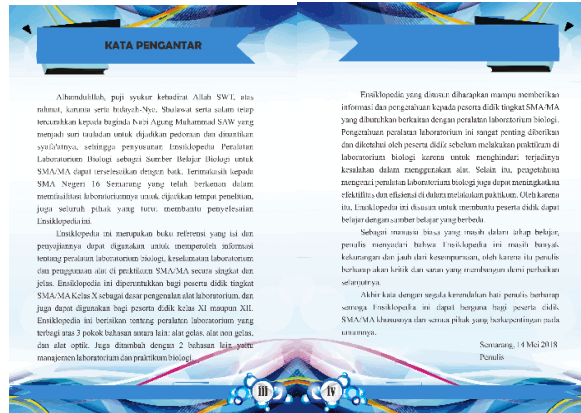 KATA PENGANTAR
Alhamdulillah, puji syukur kehadirat Allah SWT, atas
rahmat, karunia serta hidayah-Nya. Shalawat serta salam tetap
tercurahkan kepada baginda Nabi Agung Muhammad SAW yang
menjadi suri tauladan untuk dijadikan pedoman dan dinantikan
syafa'atnya, sehingga penyusunan Ensiklopedia Peralatan
Laboratorium Biologi sebagai Sumber Belajar Biologi untuk
SMA/MA dapat terselesaikan dengan baik. Terimakasih kepada
SMA Negeri 16 Semarang yang telah berkenan dalam
memfasilitasi laboratoriumnya untuk dijadikan tempat penelitian,
juga seluruh pihak yang turut membantu penyelesaian
Ensiklopedia ini.
Ensiklopedia ini merupakan buku referensi yang isi dan
penyajiannya dapat digunakan untuk memperoleh informasi
tentang peralatan laboratorium biologi, keselamatan laboratorium
dan penggunaan alat di praktikum SMA/MA secara singkat dan
jelas. Ensiklopedia ini diperuntukkan bagi peserta didik tingkat
SMA/MA Kelas X sebagai dasar pengenalan alat laboratorium, dan
juga dapat digunakan bagi peserta didik kelas XI maupun XII.
Ensiklopedia ini berisikan tentang peralatan laboratorium yang
terbagi atas 3 pokok bahasan antara lain: alat gelas, alat non gelas,
dan alat optik. Juga ditambah dengan 2 bahasan lain yaitu
manajemen laboratorium dan praktikum biologi.
iii
Ensiklopedia yang disusun diharapkan mampu memberikan
informasi dan pengetahuan kepada peserta didik tingkat SMA/MA
yang dibutuhkan berkaitan dengan peralatan laboratorium biologi.
Pengetahuan peralatan laboratorium ini sangat penting diberikan
dan diketahui oleh peserta didik sebelum melakukan praktikum di
laboratorium biologi karena untuk menghindari terjadinya
kesalahan dalam menggunakan alat. Selain itu, pengetahuan
mengenai peralatan laboratorium biologi juga dapat meningkatkan
efektifitas dan efisiensi di dalam melakukan paktikum. Oleh karena
itu, Ensiklopedia ini disusun untuk membantu peserta didik dapat
belajar dengan sumber belajar yang berbeda.
Sebagai manusia biasa yang masih dalam tahap belajar,
penulis menyadari bahwa Ensiklopedia ini masih banyak
kekurangan dan jauh dari kesempurnaan, oleh karena itu penulis
berharap akan kritik dan saran yang membangun demi perbaikan
selanjutnya.
Akhir kata dengan segala kerendahan hati penulis berharap
semoga Ensiklopedia ini dapat berguna bagi peserta didik
SMA/MA khususnya dan semua pihak yang berkepentingan pada
umumnya.
Semarang, 14 Mei 2018
Penulis
iv